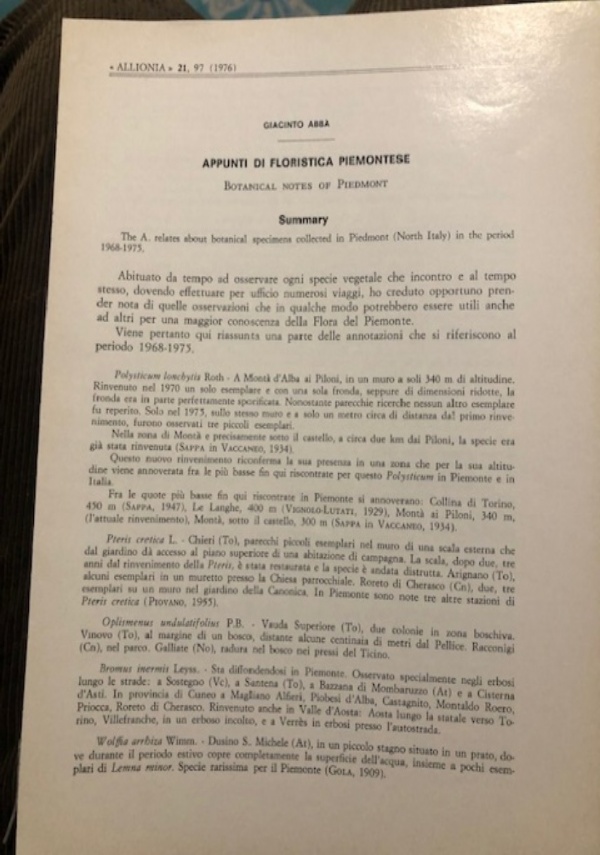 « ALLIONIA » 21, 97 (1976)
GIACINTO ABBÀ
APPUNTI DI FLORISTICA PIEMONTESE
BOTANICAL NOTES OF PIEDMONT
Summary
The A. relates about botanical specimens collected in Piedmont (North Italy) in the period
1968-1975.
Abituato da tempo ad osservare ogni specie vegetale che incontro e al tempo
stesso, dovendo effettuare per ufficio numerosi viaggi, ho creduto opportuno pren-
der nota di quelle osservazioni che in qualche modo potrebbero essere utili anche
ad altri per una maggior conoscenza della Flora del Piemonte.
Viene pertanto qui riassunta una parte delle annotazioni che si riferiscono al
periodo 1968-1975.
Polysticum lonchytis Roth - A Montà d'Alba ai Piloni, in un muro a soli 340 m di altitudine.
Rinvenuto nel 1970 un solo esemplare e con una sola fronda, seppure di dimensioni ridotte, la
fronda era in parte perfettamente sporificata. Nonostante parecchie ricerche nessun altro esemplare
fu reperito. Solo nel 1975, sullo stesso muro e a solo un metro circa di distanza dal primo rinve-
nimento, furono osservati tre piccoli esemplari.
Nella zona di Montà e precisamente sotto il castello, a circa due km dai Piloni, la specie era
già stata rinvenuta (SAPPA in VACCANEO, 1934).
Questo nuovo rinvenimento riconferma la sua presenza in una zona che per la sua altitu-
dine viene annoverata fra le più basse fin qui riscontrate per questo Polysticum in Piemonte e in
Italia.
Fra le quote più basse fin qui riscontrate in Piemonte si annoverano: Collina di Torino,
450 m (SAPPA, 1947), Le Langhe, 400 m (VIGNOLO-LUTATI, 1929), Montà ai Piloni, 340 m,
(l'attuale rinvenimento), Montà, sotto il castello, 300 m (SAPPA in VACCANEO, 1934).
Pteris cretica L. - Chieri (To), parecchi piccoli esemplari nel muro di una scala esterna che
dal giardino dà accesso al piano superiore di una abitazione di campagna. La scala, dopo due, tre
anni dal rinvenimento della Pteris, è stata restaurata e la specie è andata distrutta. Arignano (To),
alcuni esemplari in un muretto presso la Chiesa parrocchiale. Roreto di Cherasco (Cn), due, tre
esemplari su un muro nel giardino della Canonica. In Piemonte sono note tre altre stazioni di
Pteris cretica (PIOVANO, 1955).
Oplismenus undulatifolius P.B. - Vauda Superiore (To), due colonie in zona boschiva.
Vinovo (To), al margine di un bosco, distante alcune centinaia di metri dal Pellice. Racconigi
(Cn), nel parco. Galliate (No), radura nel bosco nei pressi del Ticino.
Bromus inermis Leyss. - Sta diffondendosi in Piemonte. Osservato specialmente negli erbosi
lungo le strade: a Sostegno (Vc), a Santena (To), a Bazzana di Mombaruzzo (At) e a Cisterna
d'Asti. In provincia di Cuneo a Magliano Alfieri, Piobesi d'Alba, Castagnito, Montaldo Roero,
Priocca, Roreto di Cherasco. Rinvenuto anche in Valle d'Aosta: Aosta lungo la statale verso To-
rino, Villefranche, in un erboso incolto, e a Verrès in erbosi presso l'autostrada.
Wolffia arrhiza Wimm. - Dusino S. Michele (At), in un piccolo stagno situato in un prato, do-
ve durante il periodo estivo copre completamente la superficie dell'acqua, insieme a pochi esem-
plari di Lemna minor. Specie rarissima per il Piemonte (GOLA, 1909).